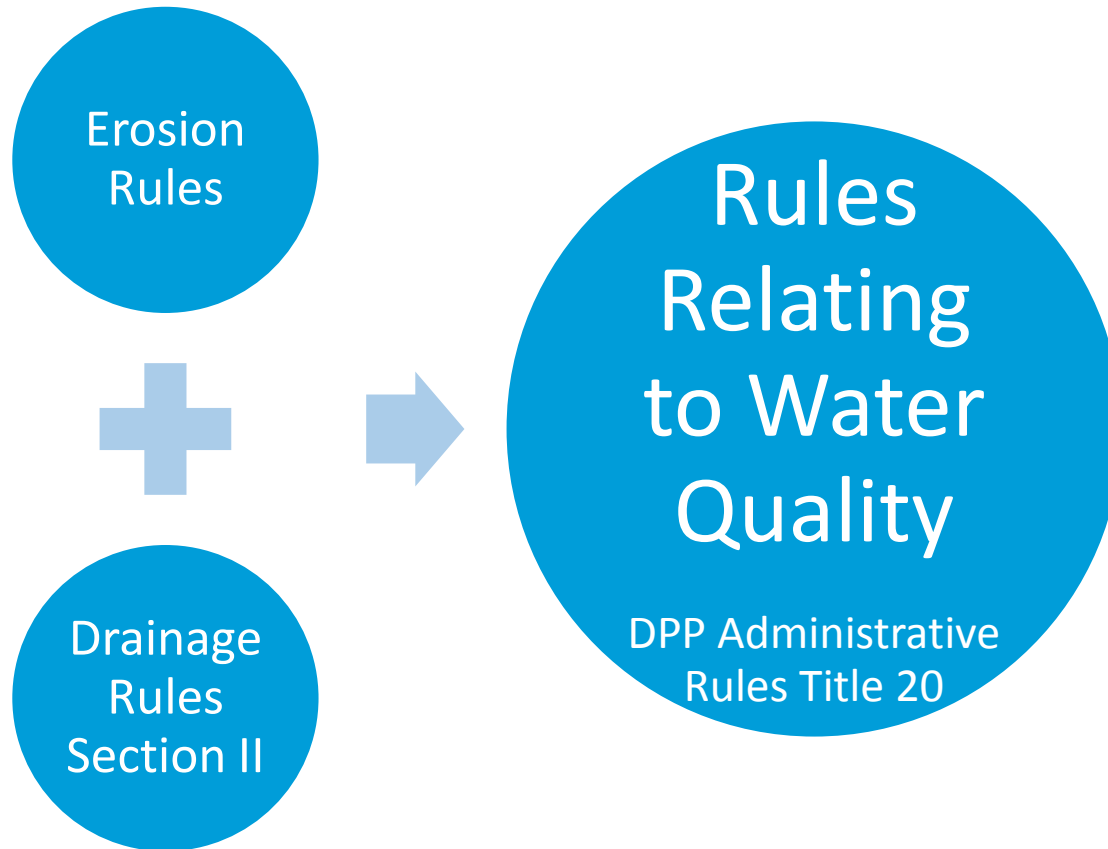 Erosion
Rules
Drainage
Rules
Section II
Rules
Relating
to Water
Quality
DPP Administrative
Rules Title 20